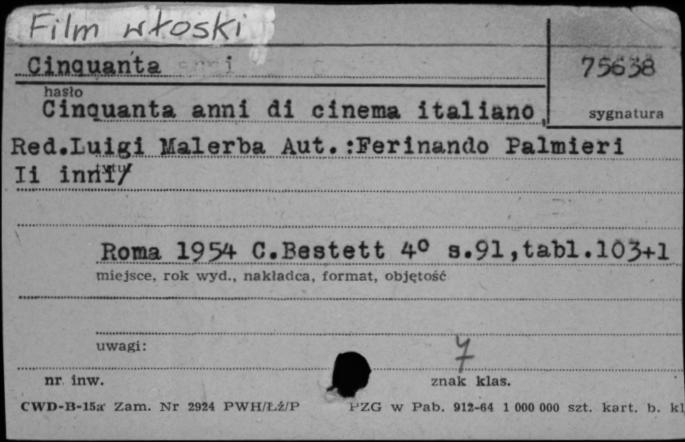 Film włoski
Cinquanta 75638
hasło
Cinquanta anni di cinema italiano, sygnatura
Red.Luigi Malerba Aut.:Ferinando Palmieri
Ii inni/
Roma 1954 C.Bestett 4° s.91,tabl.103+1
miejsce, rok wyd., nakładca, format, objętość
uwagi:
7
nr inw. znak klas.
CWD-B-15a Zam. Nr 2924 PWH/Łź/P PZG w Pab. 912-64 1 000 000 szt. kart. b. kl